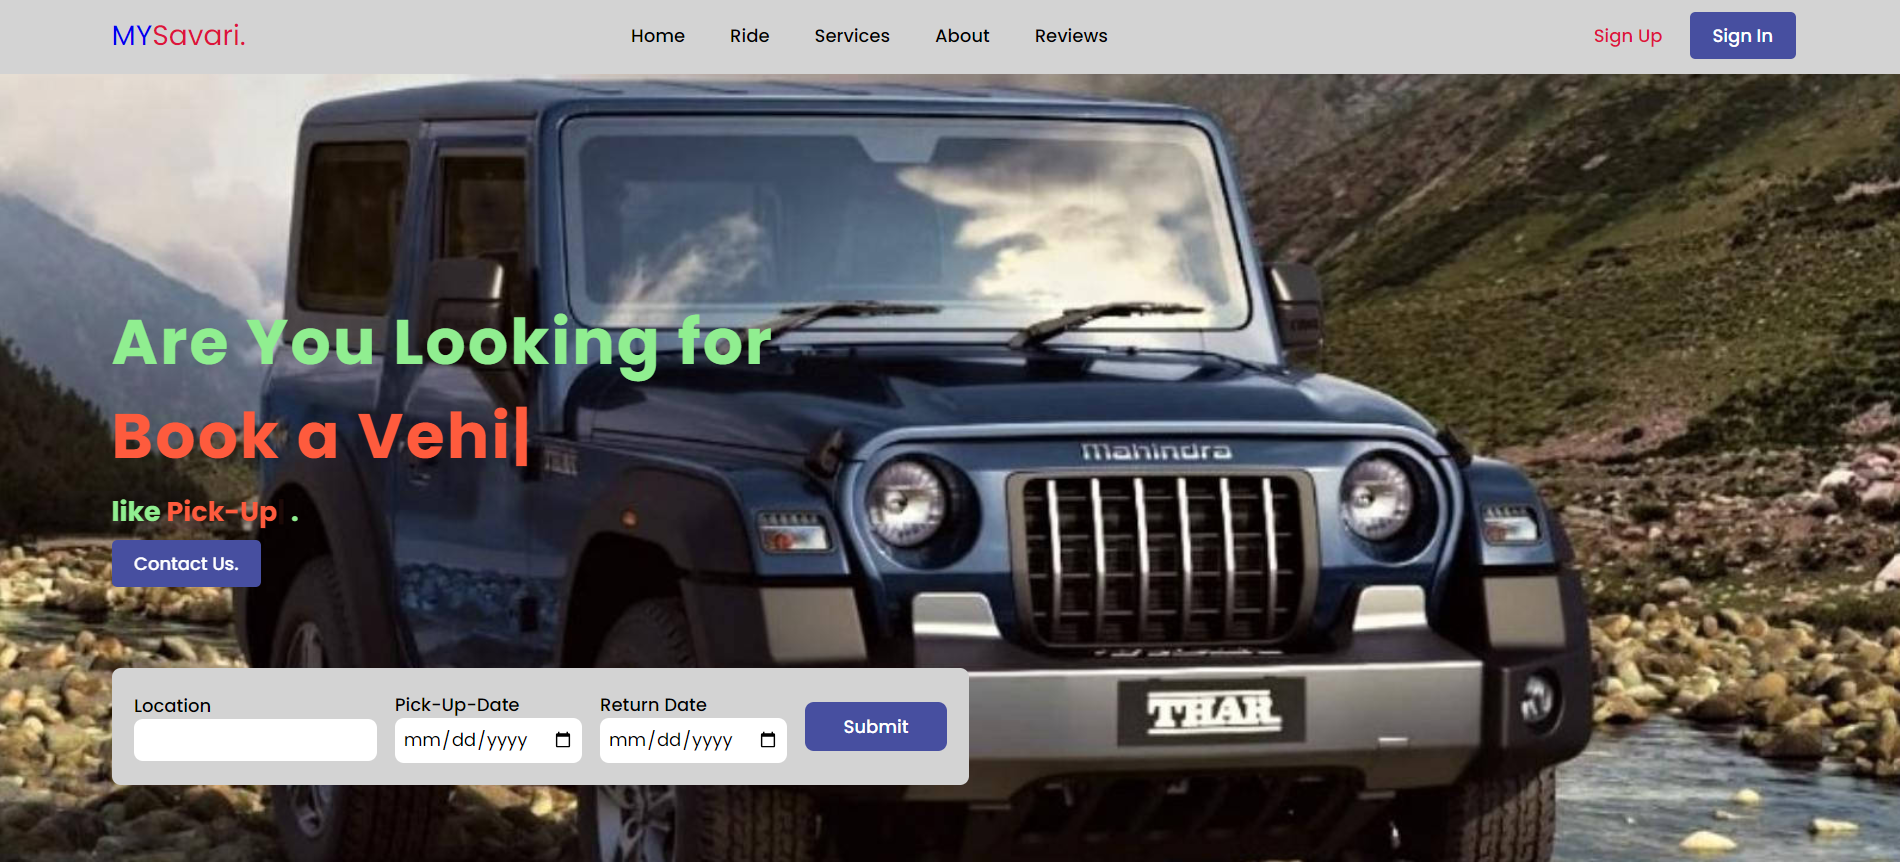 MYSavari.
Home Ride Services About Reviews
Sign Up Sign In
Are You Looking for
Book a Vehil
mahindra
like Pick-Up .
Contact Us.
THAR
Location Pick-Up-Date Return Date
mm/dd/yyyy mm/dd/yyyy Submit